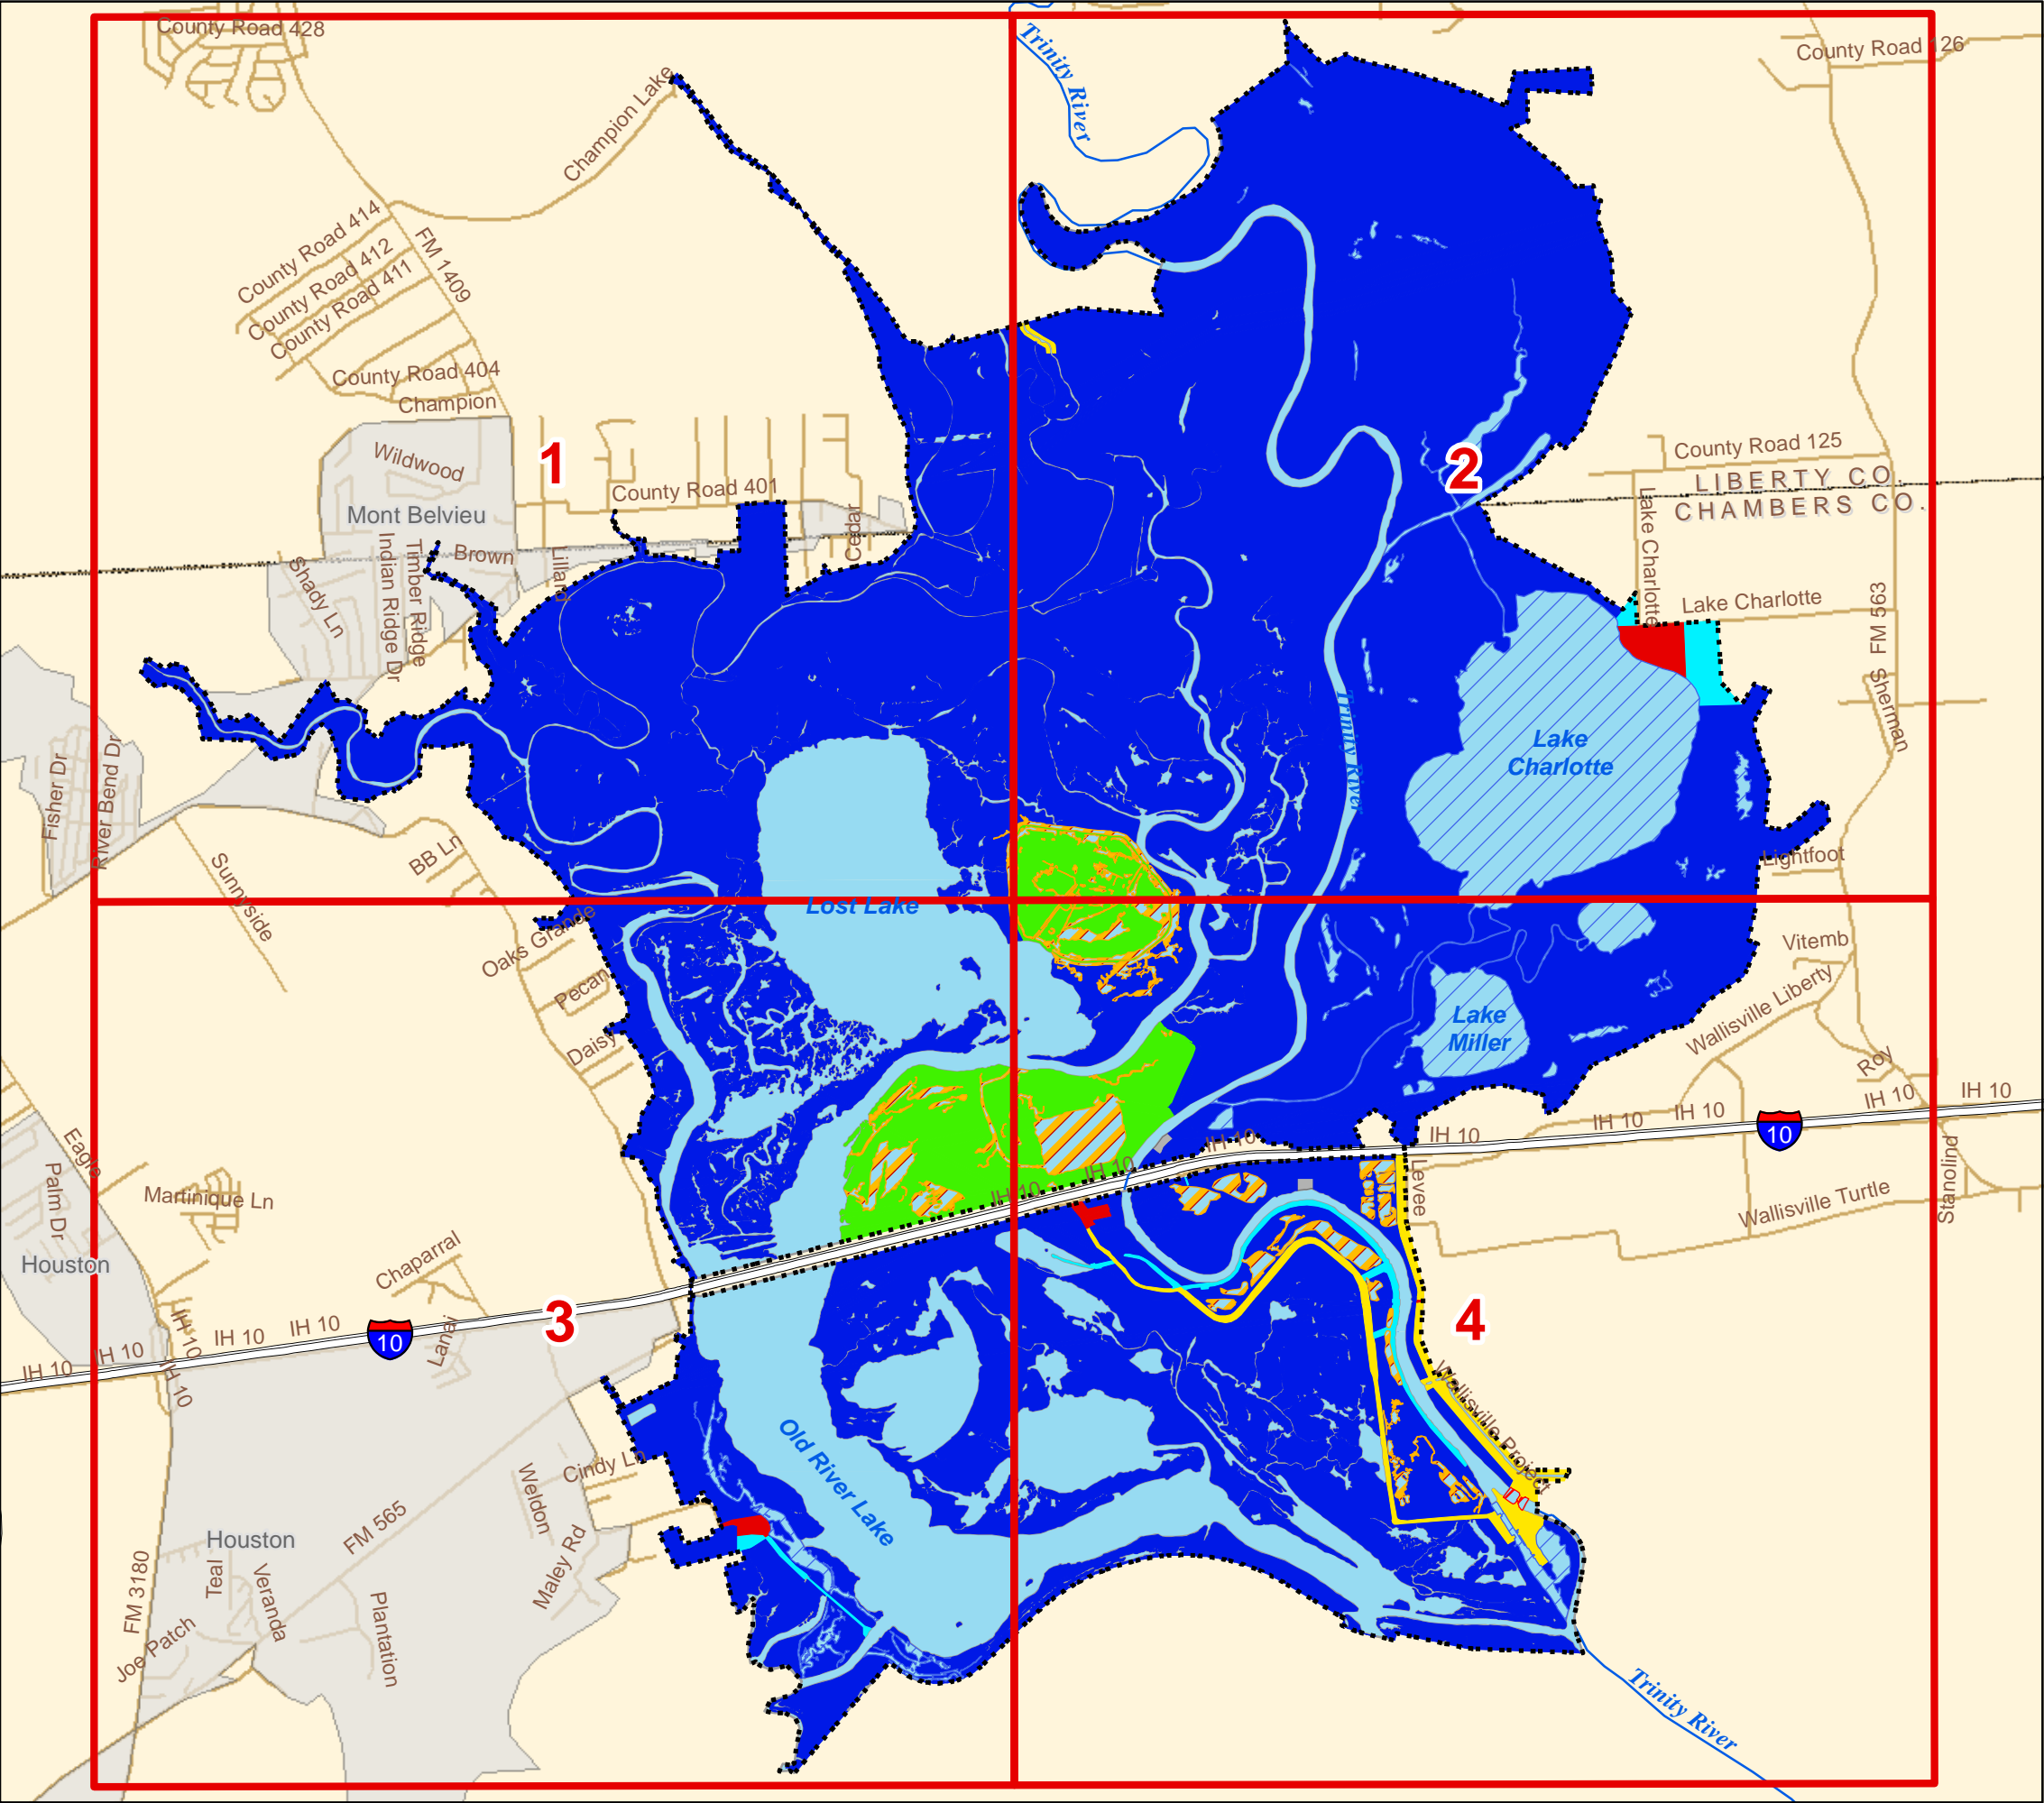 County Road 428
Trinity River
County Road 126
Champion Lake
County Road 414
FM 1409
County Road 412
County Road 411
County Road 404
Champion
Wildwood
1
2
County Road 125
County Road 401
LIBERTY CO.
CHAMBERS CO.
Mont Belvieu
Cedar
Lake Charlotte
Brown
Lillard
Shady Ln
Indian Ridge Dr
Timber Ridge
Lake Charlotte
FM 563
Sherman
Trinity River
Lake
Charlotte
Fisher Dr
River Bend Dr
BB Ln
Lightfoot
Sunnyside
Lost Lake
Oaks Grande
Vitemb
Pecan
Wallisville Liberty
Lake
Miller
Daisy
Roy
IH 10
IH 10
IH 10
IH 10
IH 10
IH 10
10
Eagle
Palm Dr
IH 10
Levee
Stanolind
Martinique Ln
IH 10
Wallisville Turtle
Houston
Chaparral
3
4
IH 10
IH 10
IH 10
10
Lanai
IH 10
IH 10
IH 10
Wallisville Project
Old River Lake
Cindy Ln
Weldon
FM 565
Houston
Maley Rd
FM 3180
Teal
Veranda
Plantation
Joe Patch
Trinity River